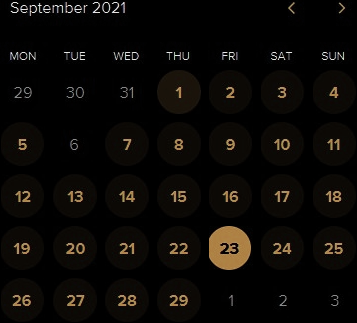 September 2021
MON TUE WED THU FRI SAT SUN
29 30 31 1 2 3 4
5 6 7 8 9 10 11
12 13 14 15 16 17 18
19 20 21 22 23 24 25
26 27 28 29 1 2 3